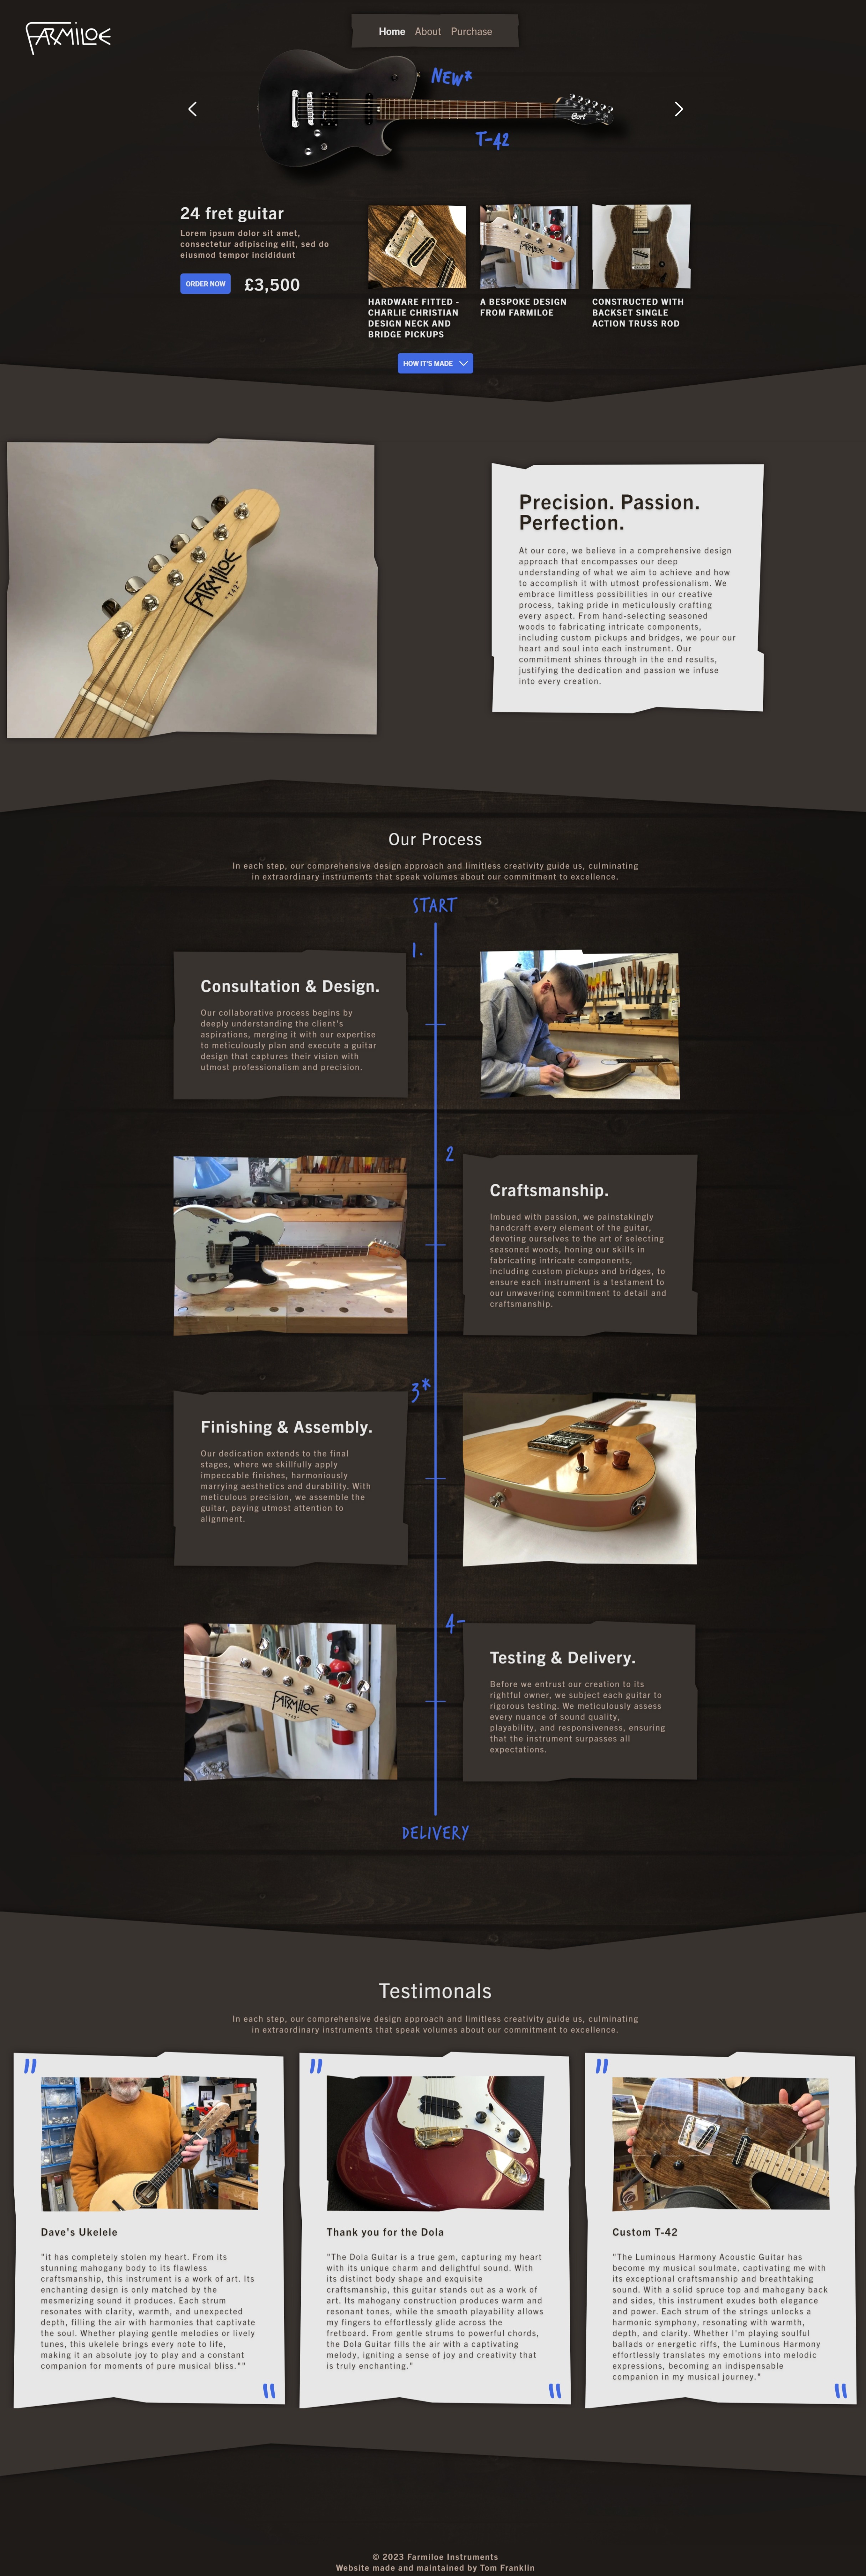 FARMILOE
Home About Purchase
NEW*
Cort
T-42
24 fret guitar
Lorem ipsum dolor sit amet,
consectetur adipiscing elit, sed do
eiusmod tempor incididunt
ORDER NOW £3,500
FARMILOE
HARDWARE FITTED -
CHARLIE CHRISTIAN
DESIGN NECK AND
BRIDGE PICKUPS
A BESPOKE DESIGN
FROM FARMILOE
CONSTRUCTED WITH
BACKSET SINGLE
ACTION TRUSS ROD
HOW IT'S MADE
FARMILOE
"T42"
Precision. Passion.
Perfection.
At our core, we believe in a comprehensive design
approach that encompasses our deep
understanding of what we aim to achieve and how
to accomplish it with utmost professionalism. We
embrace limitless possibilities in our creative
process, taking pride in meticulously crafting
every aspect. From hand-selecting seasoned
woods to fabricating intricate components,
including custom pickups and bridges, we pour our
heart and soul into each instrument. Our
commitment shines through in the end results,
justifying the dedication and passion we infuse
into every creation.
Our Process
In each step, our comprehensive design approach and limitless creativity guide us, culminating
in extraordinary instruments that speak volumes about our commitment to excellence.
START
1.
Consultation & Design.
Our collaborative process begins by
deeply understanding the client's
aspirations, merging it with our expertise
to meticulously plan and execute a guitar
design that captures their vision with
utmost professionalism and precision.
2
Craftsmanship.
Imbued with passion, we painstakingly
handcraft every element of the guitar,
devoting ourselves to the art of selecting
seasoned woods, honing our skills in
fabricating intricate components,
including custom pickups and bridges, to
ensure each instrument is a testament to
our unwavering commitment to detail and
craftsmanship.
3*
Finishing & Assembly.
Our dedication extends to the final
stages, where we skillfully apply
impeccable finishes, harmoniously
marrying aesthetics and durability. With
meticulous precision, we assemble the
guitar, paying utmost attention to
alignment.
4-
FARMILOE
"T42"
Testing & Delivery.
Before we entrust our creation to its
rightful owner, we subject each guitar to
rigorous testing. We meticulously assess
every nuance of sound quality,
playability, and responsiveness, ensuring
that the instrument surpasses all
expectations.
DELIVERY
Testimonals
In each step, our comprehensive design approach and limitless creativity guide us, culminating
in extraordinary instruments that speak volumes about our commitment to excellence.
"
Dave's Ukelele
"it has completely stolen my heart. From its
stunning mahogany body to its flawless
craftsmanship, this instrument is a work of art. Its
enchanting design is only matched by the
mesmerizing sound it produces. Each strum
resonates with clarity, warmth, and unexpected
depth, filling the air with harmonies that captivate
the soul. Whether playing gentle melodies or lively
tunes, this ukelele brings every note to life,
making it an absolute joy to play and a constant
companion for moments of pure musical bliss.""
"
"
Thank you for the Dola
"The Dola Guitar is a true gem, capturing my heart
with its unique charm and delightful sound. With
its distinct body shape and exquisite
craftsmanship, this guitar stands out as a work of
art. Its mahogany construction produces warm and
resonant tones, while the smooth playability allows
my fingers to effortlessly glide across the
fretboard. From gentle strums to powerful chords,
the Dola Guitar fills the air with a captivating
melody, igniting a sense of joy and creativity that
is truly enchanting."
"
"
Custom T-42
"The Luminous Harmony Acoustic Guitar has
become my musical soulmate, captivating me with
its exceptional craftsmanship and breathtaking
sound. With a solid spruce top and mahogany back
and sides, this instrument exudes both elegance
and power. Each strum of the strings unlocks a
harmonic symphony, resonating with warmth,
depth, and clarity. Whether I'm playing soulful
ballads or energetic riffs, the Luminous Harmony
effortlessly translates my emotions into melodic
expressions, becoming an indispensable
companion in my musical journey."
"
© 2023 Farmiloe Instruments
Website made and maintained by Tom Franklin